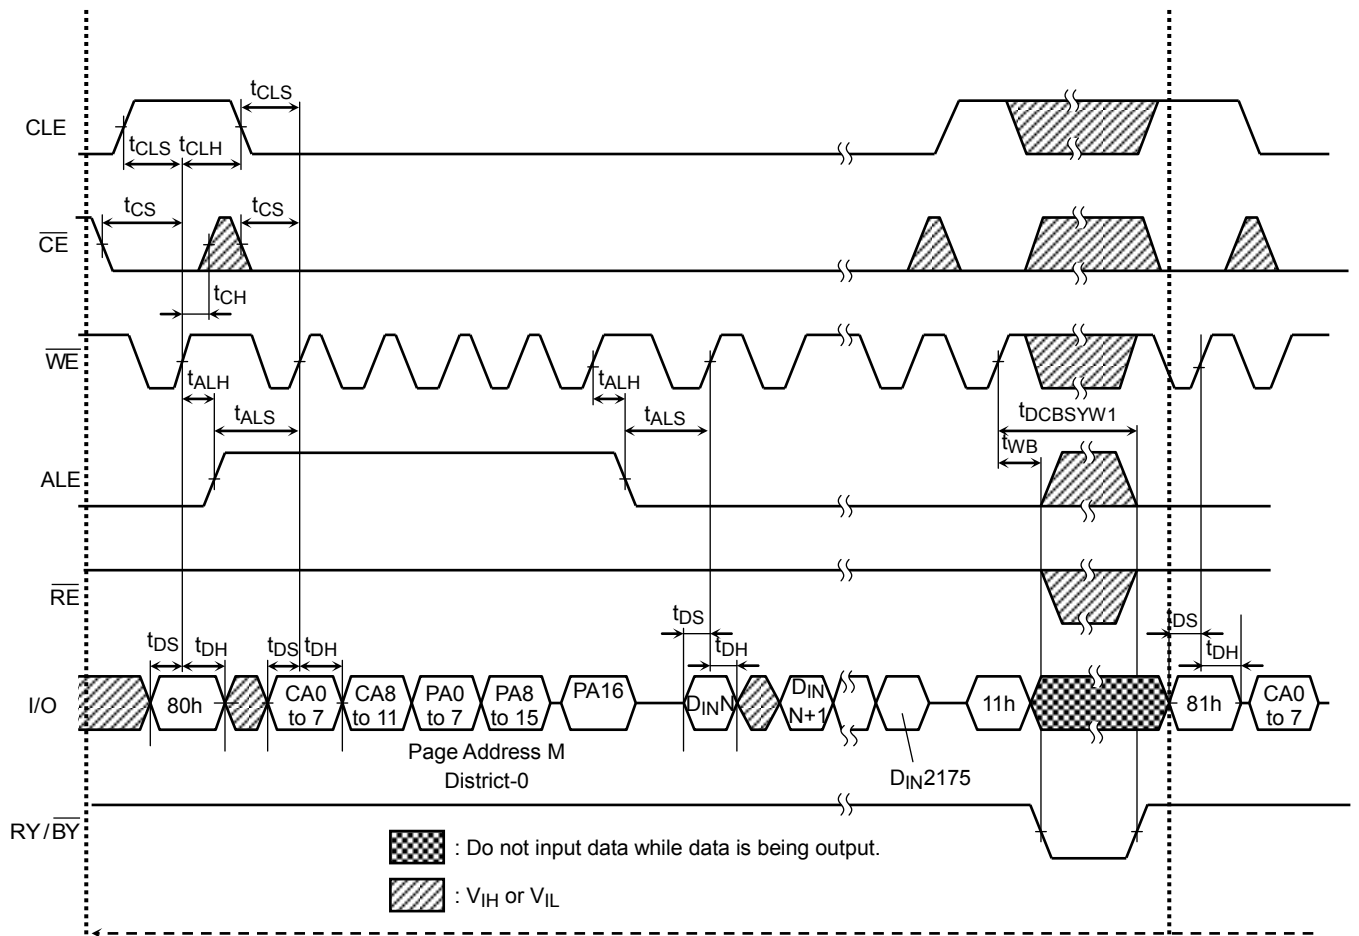 tCLS
CLE
tCLS tCLH
tCS tCS
CE
tCH
WE
tALH tALH
tALS tALS tDCBSYW1
tWB
ALE
RE
tDS tDH tDS tDH tDS tDH tDS tDH
I/O 80h CA0 to 7 CA8 to 11 PA0 to 7 PA8 to 15 PA16 DINN DIN N+1 11h 81h CA0 to 7
Page Address M
District-0
DIN2175
RY/BY
: Do not input data while data is being output.
: VIH or VIL